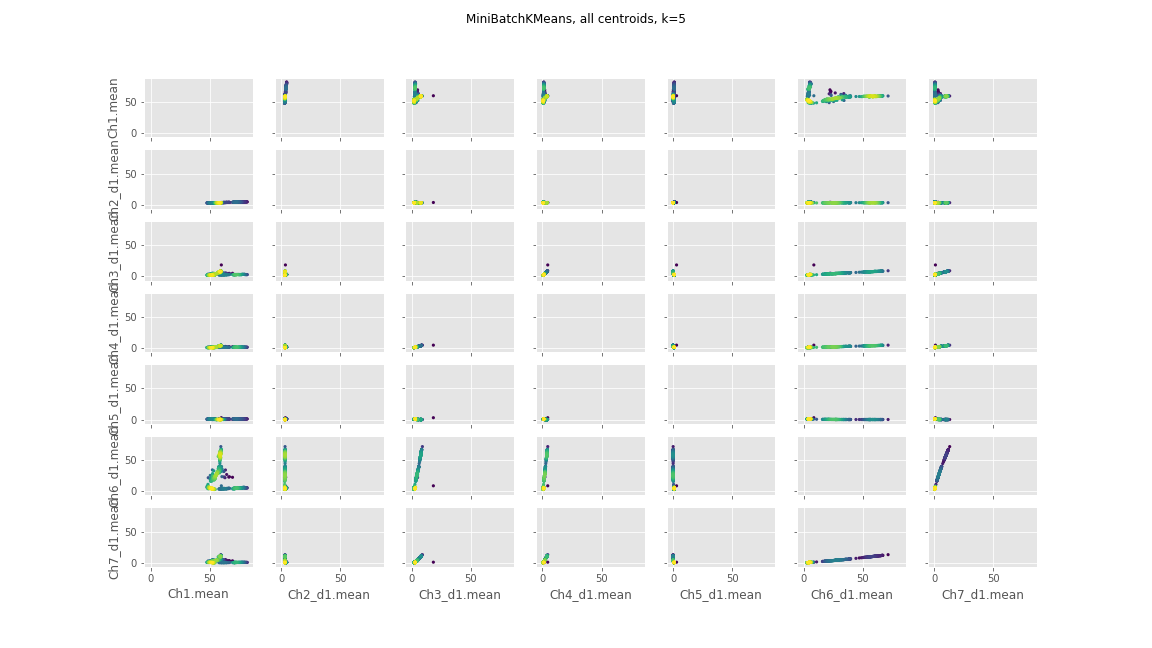 MiniBatchKMeans, all centroids, k=5
Ch1.mean
50
0
Ch2_d1.mean
50
0
Ch3_d1.mean
50
0
Ch4_d1.mean
50
0
Ch5_d1.mean
50
0
Ch6_d1.mean
50
0
Ch7_d1.mean
50
0
0 50 0 50 0 50 0 50 0 50 0 50 0 50
Ch1.mean Ch2_d1.mean Ch3_d1.mean Ch4_d1.mean Ch5_d1.mean Ch6_d1.mean Ch7_d1.mean